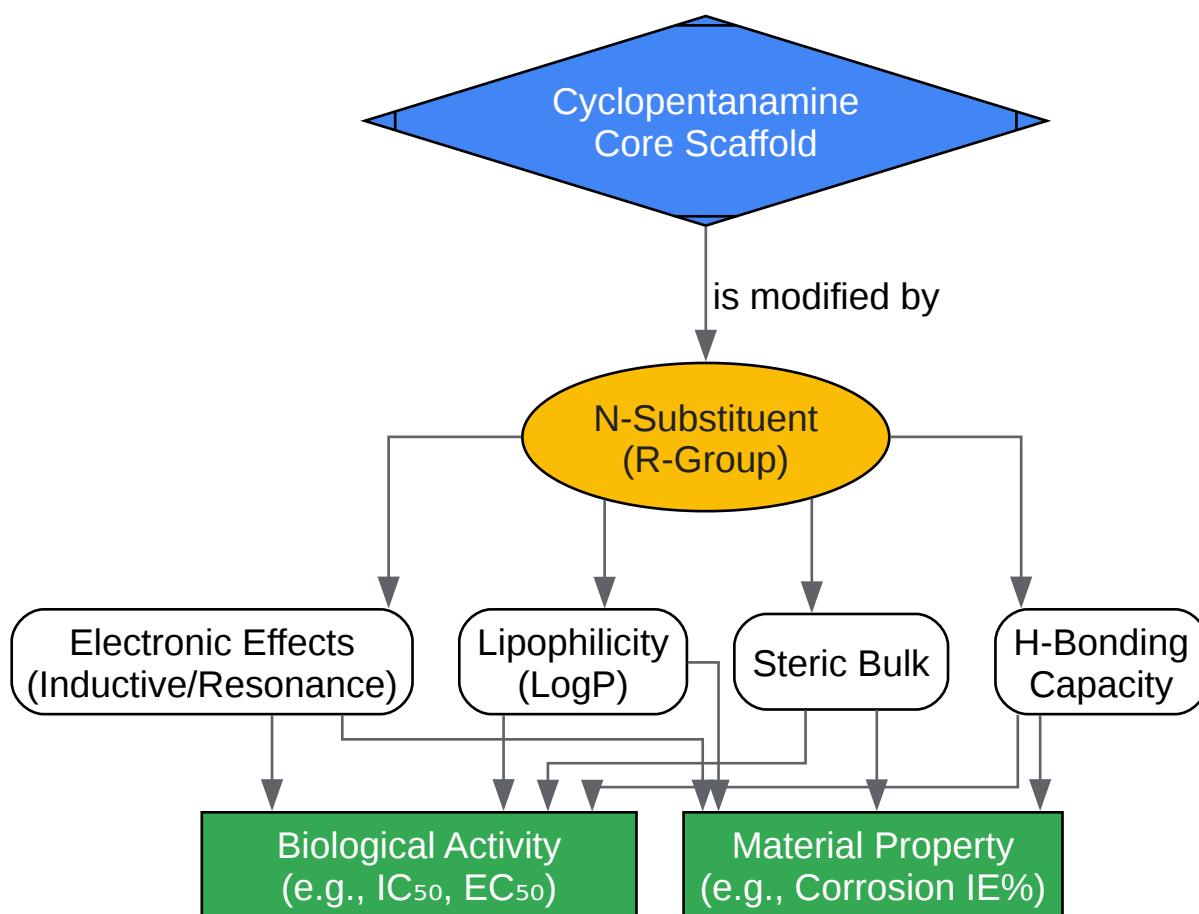 Cyclopentanamine
Core Scaffold
is modified by
N-Substituent
(R-Group)
Electronic Effects
(Inductive/Resonance)
Lipophilicity
(LogP)
Steric Bulk
H-Bonding
Capacity
Biological Activity
(e.g., IC₅₀, EC₅₀)
Material Property
(e.g., Corrosion IE%)